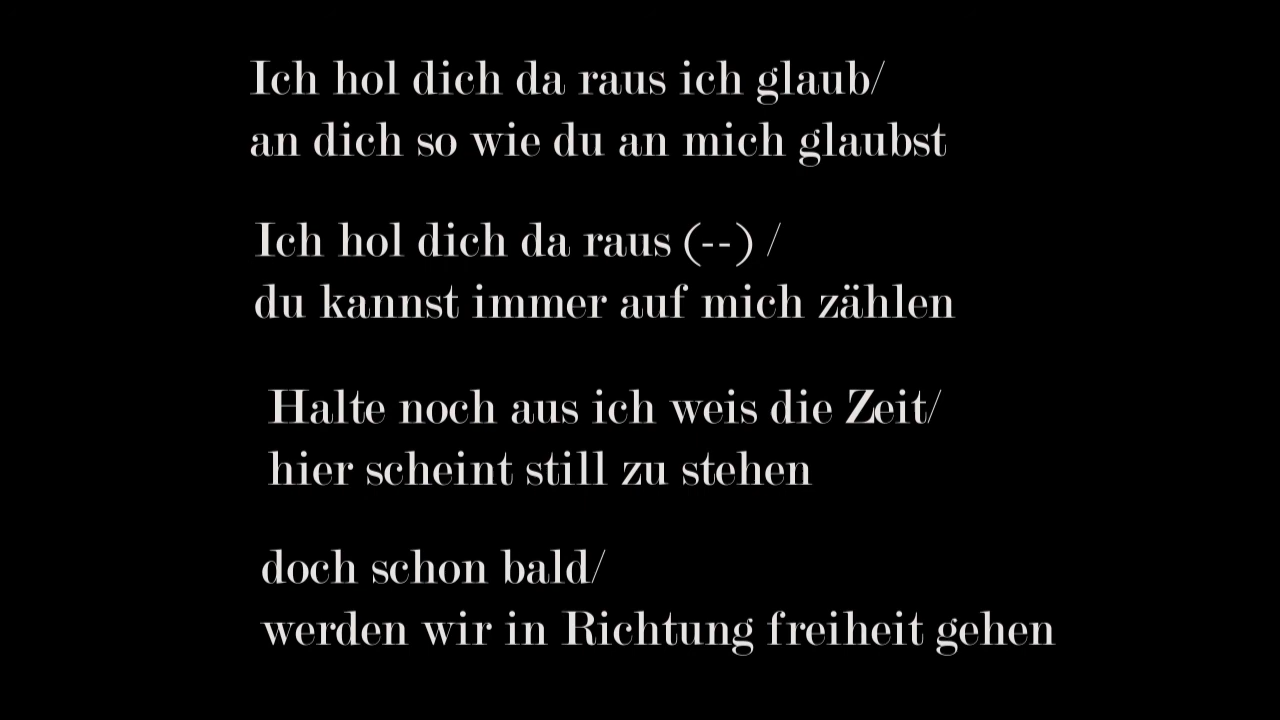 Ich hol dich da raus ich glaub/
an dich so wie du an mich glaubst
Ich hol dich da raus (--) /
du kannst immer auf mich zählen
Halte noch aus ich weis die Zeit/
hier scheint still zu stehen
doch schon bald/
werden wir in Richtung freiheit gehen